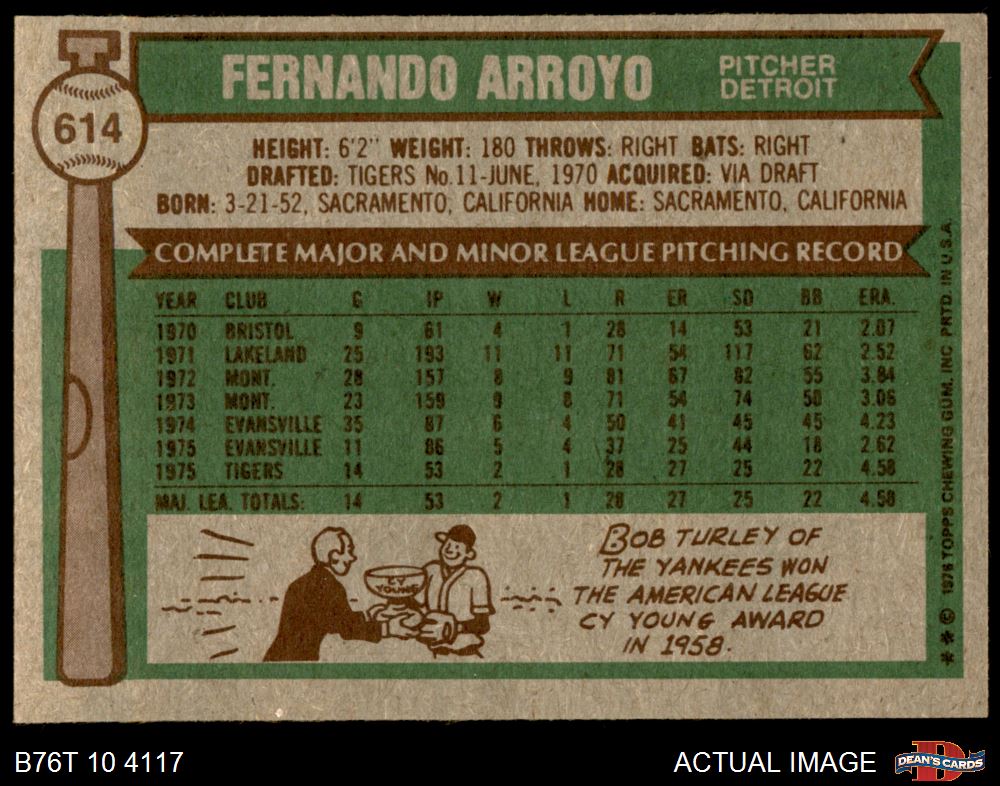 614
FERNANDO ARROYO
PITCHER
DETROIT
HEIGHT: 6'2" WEIGHT: 180 THROWS: RIGHT BATS: RIGHT
DRAFTED: TIGERS No. 11-JUNE, 1970 ACQUIRED: VIA DRAFT
BORN: 3-21-52, SACRAMENTO, CALIFORNIA HOME: SACRAMENTO, CALIFORNIA
COMPLETE MAJOR AND MINOR LEAGUE PITCHING RECORD
YEAR CLUB G IP W L R ER SO BB ERA.
1970 BRISTOL 9 61 4 1 28 14 53 21 2.07
1971 LAKELAND 25 193 11 11 71 54 117 62 2.52
1972 MONT. 28 157 8 9 81 67 82 55 3.84
1973 MONT. 23 159 9 8 71 54 74 50 3.06
1974 EVANSVILLE 35 87 6 4 50 41 45 45 4.23
1975 EVANSVILLE 11 86 5 4 37 25 44 18 2.62
1975 TIGERS 14 53 2 1 28 27 25 22 4.58
MAJ. LEA. TOTALS: 14 53 2 1 28 27 25 22 4.58
CY
YOUNG
BOB TURLEY OF
THE YANKEES WON
THE AMERICAN LEAGUE
CY YOUNG AWARD
IN 1958.
** © 1976 TOPPS CHEWING GUM, INC. PRTD. IN U.S.A.
B76T 10 4117
ACTUAL IMAGE
DEAN'S CARDS